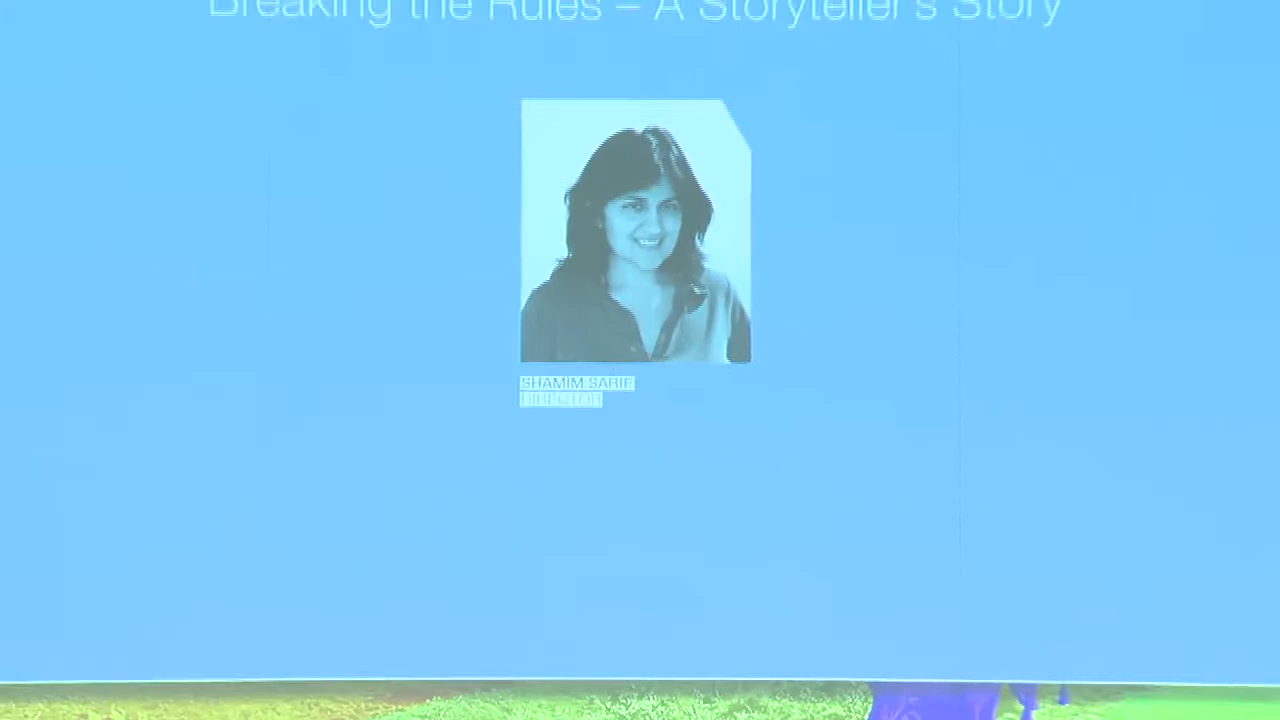 Breaking the Rules – A Storyteller's Story
SHAMIM SARIF
DIRECTOR